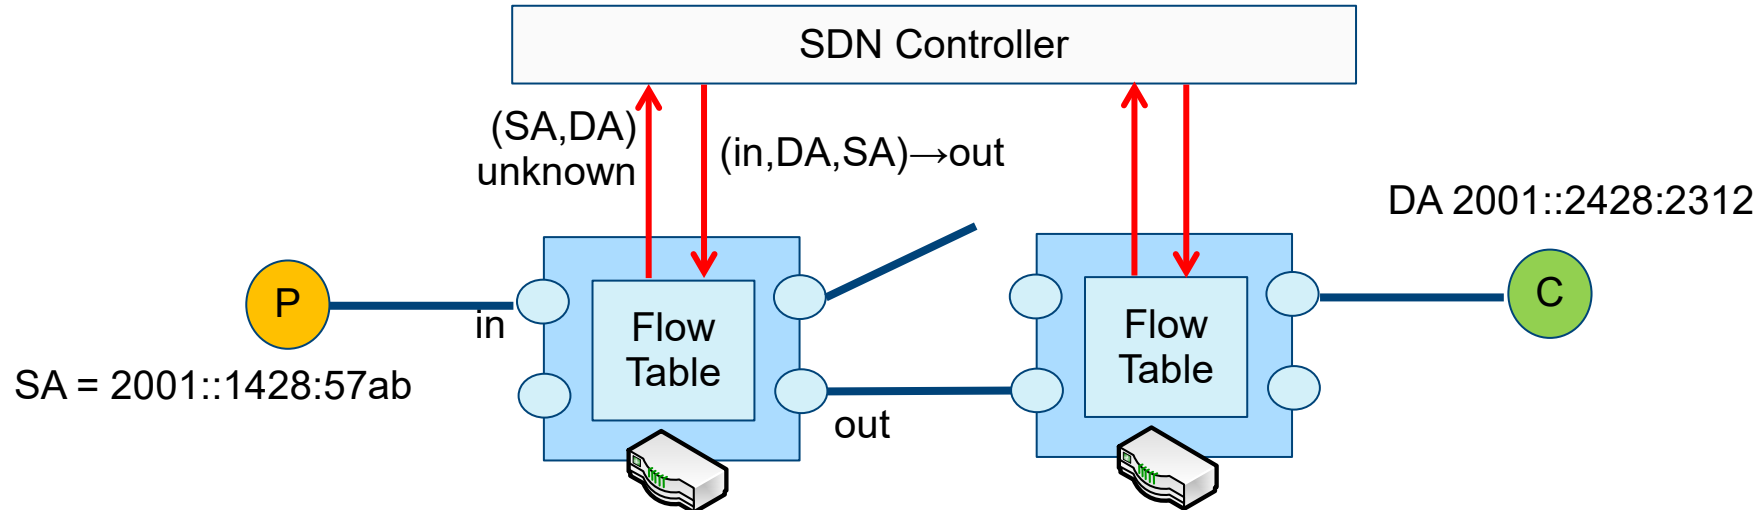 SDN Controller
(SA,DA)
unknown
(in,DA,SA)→out
DA 2001::2428:2312
P
in
Flow
Table
Flow
Table
C
SA = 2001::1428:57ab
out